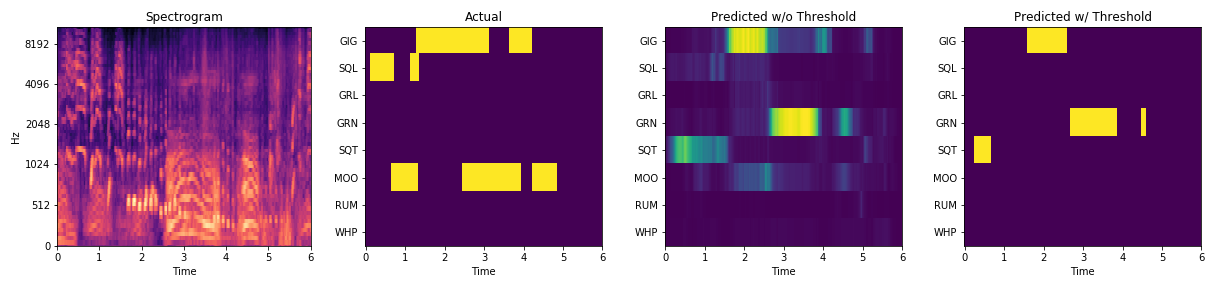 Spectrogram
Hz
8192
4096
2048
1024
512
0
0 1 2 3 4 5 6
Time
Actual
GIG
SQL
GRL
GRN
SQT
MOO
RUM
WHP
0 1 2 3 4 5 6
Time
Predicted w/o Threshold
GIG
SQL
GRL
GRN
SQT
MOO
RUM
WHP
0 1 2 3 4 5 6
Time
Predicted w/ Threshold
GIG
SQL
GRL
GRN
SQT
MOO
RUM
WHP
0 1 2 3 4 5 6
Time